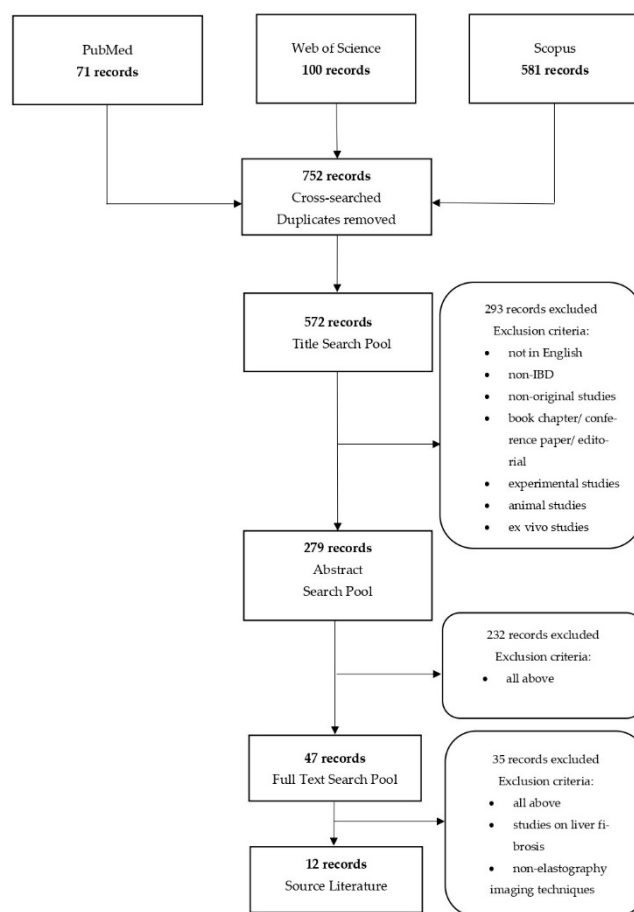 PubMed
71 records
Web of Science
100 records
Scopus
581 records
752 records
Cross-searched
Duplicates removed
572 records
Title Search Pool
293 records excluded
Exclusion criteria:
• not in English
• non-IBD
• non-original studies
• book chapter/ confe-
rence paper/ edito-
rial
• experimental studies
• animal studies
• ex vivo studies
279 records
Abstract
Search Pool
232 records excluded
Exclusion criteria:
• all above
47 records
Full Text Search Pool
35 records excluded
Exclusion criteria:
• all above
• studies on liver fi-
brosis
• non-elastography
imaging techniques
12 records
Source Literature